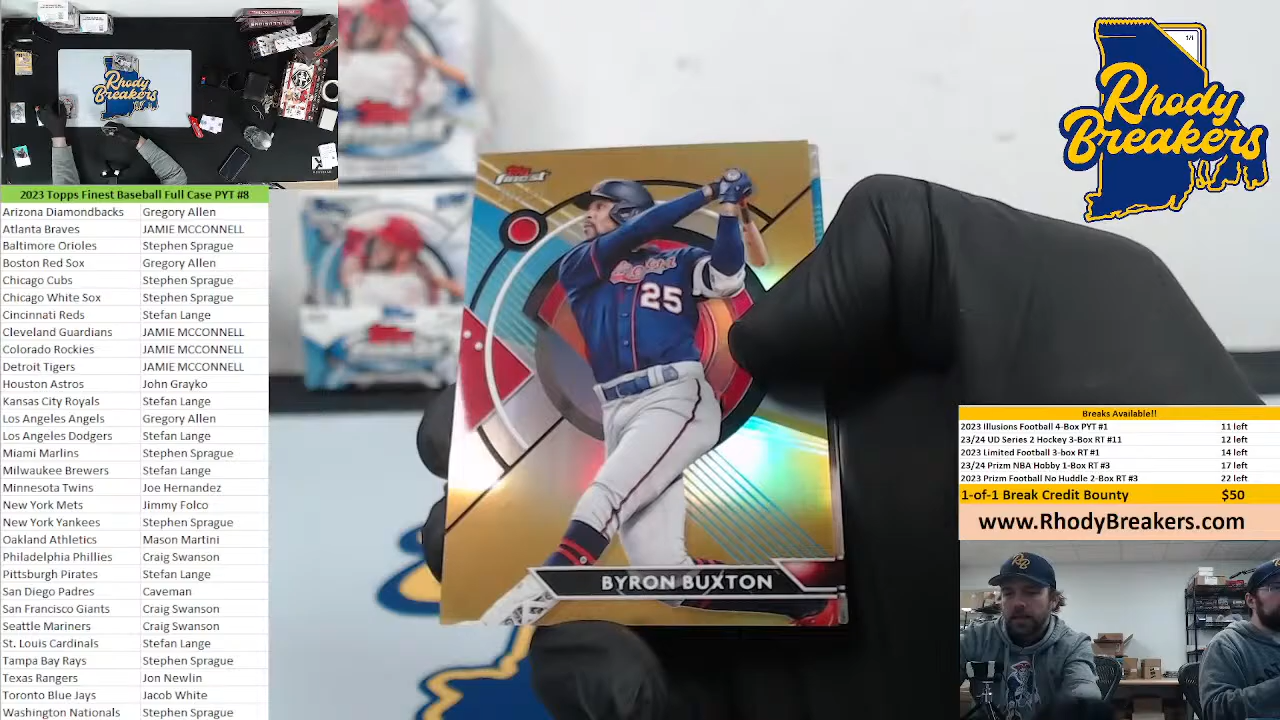 Rhody
Breakers
2023 Topps Finest Baseball Full Case PYT #8
Arizona Diamondbacks Gregory Allen
Atlanta Braves JAMIE MCCONNELL
Baltimore Orioles Stephen Sprague
Boston Red Sox Gregory Allen
Chicago Cubs Stephen Sprague
Chicago White Sox Stephen Sprague
Cincinnati Reds Stefan Lange
Cleveland Guardians JAMIE MCCONNELL
Colorado Rockies JAMIE MCCONNELL
Detroit Tigers JAMIE MCCONNELL
Houston Astros John Grayko
Kansas City Royals Stefan Lange
Los Angeles Angels Gregory Allen
Los Angeles Dodgers Stefan Lange
Miami Marlins Stephen Sprague
Milwaukee Brewers Stefan Lange
Minnesota Twins Joe Hernandez
New York Mets Jimmy Folco
New York Yankees Stephen Sprague
Oakland Athletics Mason Martini
Philadelphia Phillies Craig Swanson
Pittsburgh Pirates Stefan Lange
San Diego Padres Caveman
San Francisco Giants Craig Swanson
Seattle Mariners Craig Swanson
St. Louis Cardinals Stefan Lange
Tampa Bay Rays Stephen Sprague
Texas Rangers Jon Newlin
Toronto Blue Jays Jacob White
Washington Nationals Stephen Sprague
Topps
finest
25
BYRON BUXTON
1/1
Rhody
Breakers
Breaks Available!!
2023 Illusions Football 4-Box PYT #1 11 left
23/24 UD Series 2 Hockey 3-Box RT #11 12 left
2023 Limited Football 3-box RT #1 14 left
23/24 Prizm NBA Hobby 1-Box RT #3 17 left
2023 Prizm Football No Huddle 2-Box RT #3 22 left
1-of-1 Break Credit Bounty $50
www.RhodyBreakers.com
RB